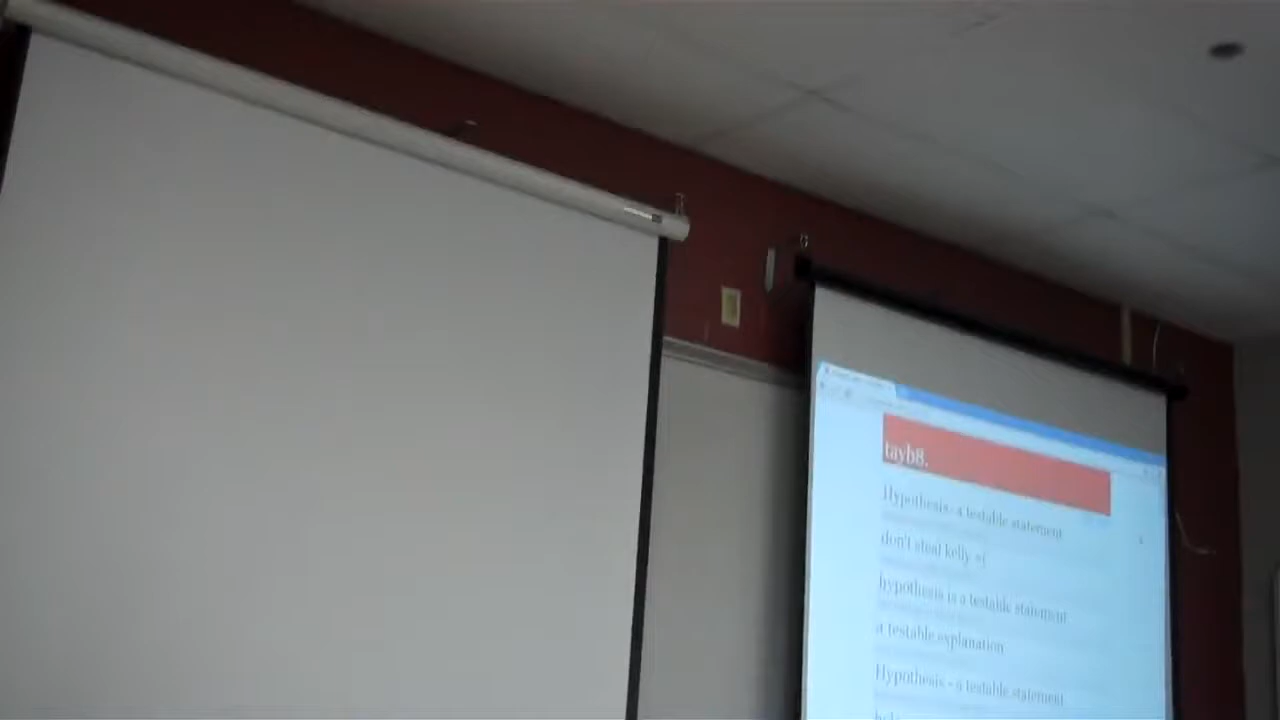 tayb8.
Hypothesis - a testable statement
don't steal kelly =(
hypothesis is a testable statement
a testable explanation
Hypothesis - a testable statement